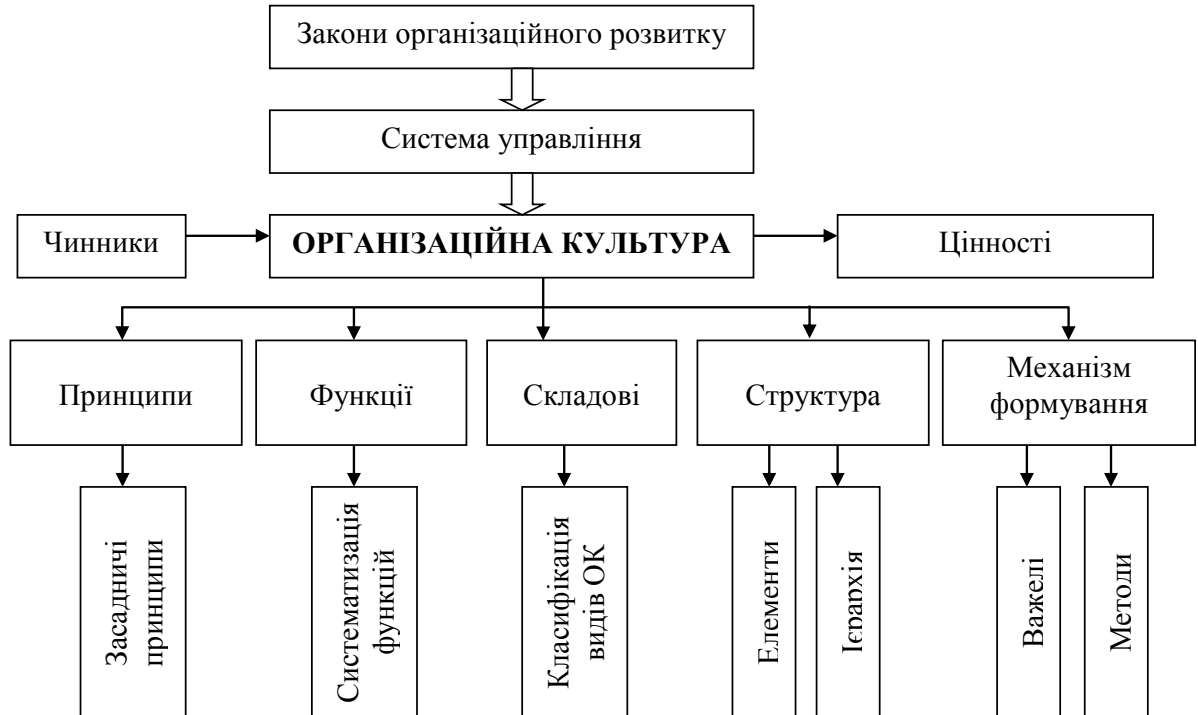 Закони організаційного розвитку
Система управління
Чинники
ОРГАНІЗАЦІЙНА КУЛЬТУРА
Цінності
Принципи
Функції
Складові
Структура
Механізм
формування
Засадничі
принципи
Систематизація
функцій
Класифікація
видів ОК
Елементи
Ієрархія
Важелі
Методи